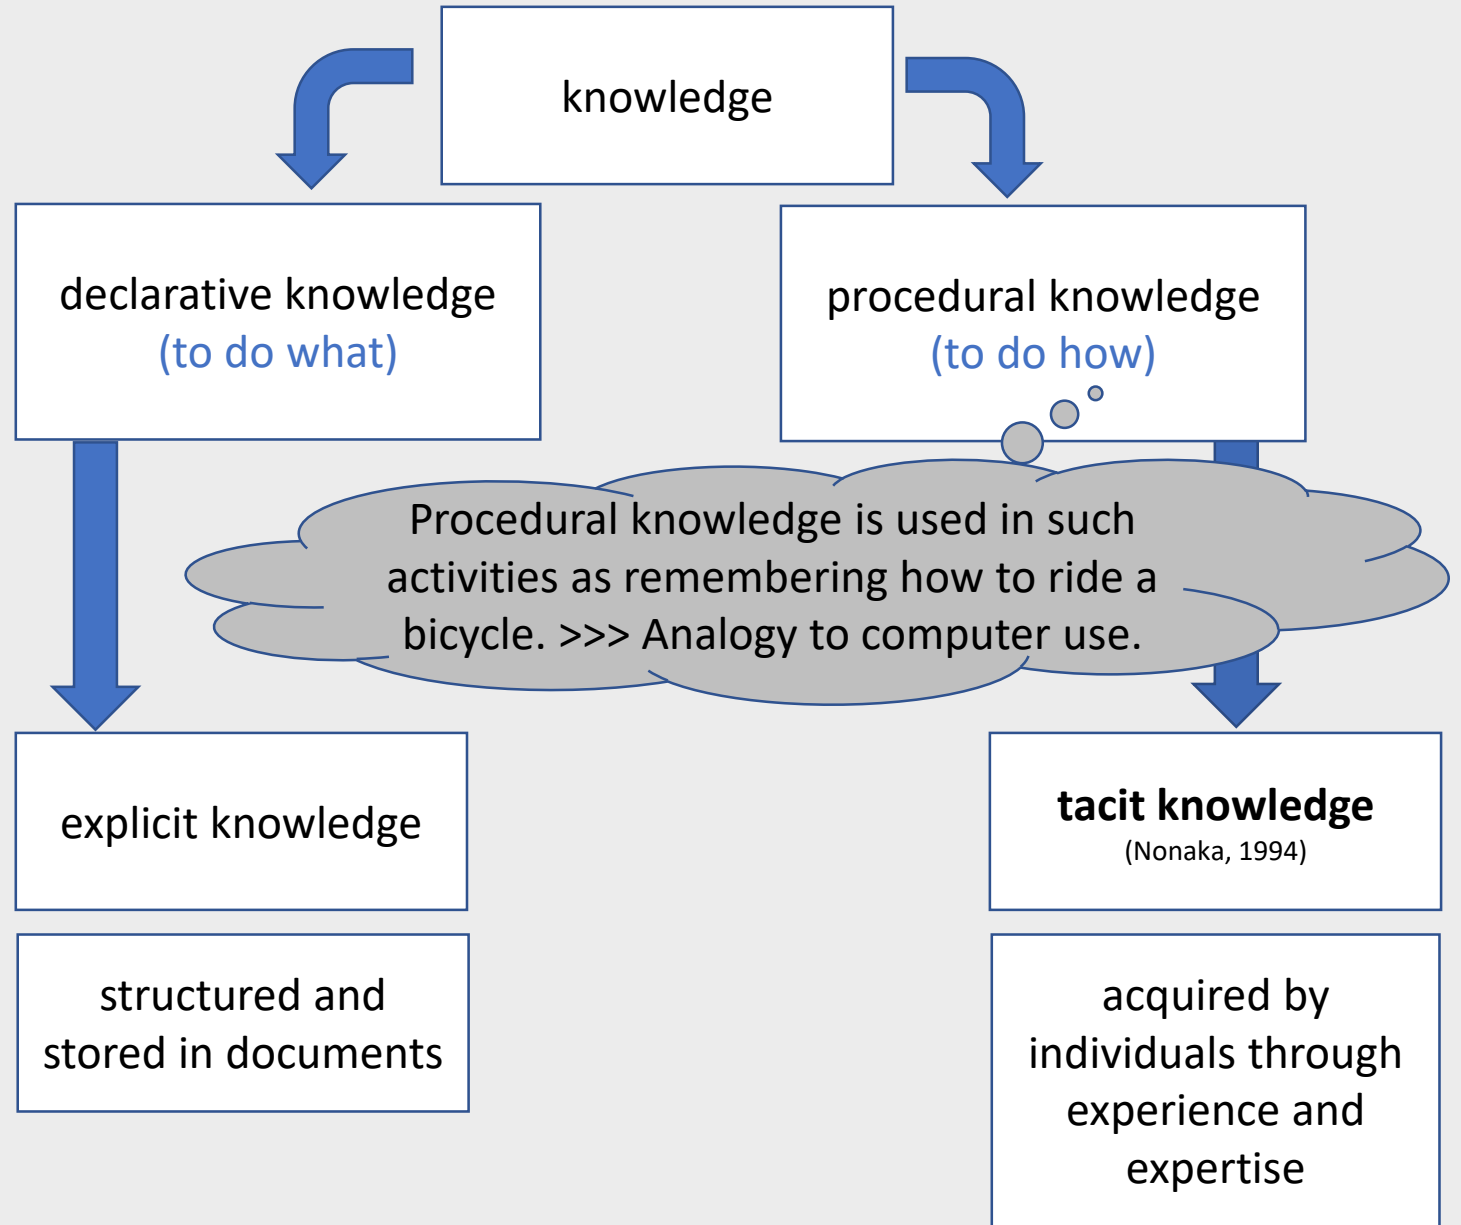 knowledge
declarative knowledge
(to do what)
procedural knowledge
(to do how)
Procedural knowledge is used in such
activities as remembering how to ride a
bicycle. >>> Analogy to computer use.
explicit knowledge
tacit knowledge
(Nonaka, 1994)
structured and
stored in documents
acquired by
individuals through
experience and
expertise